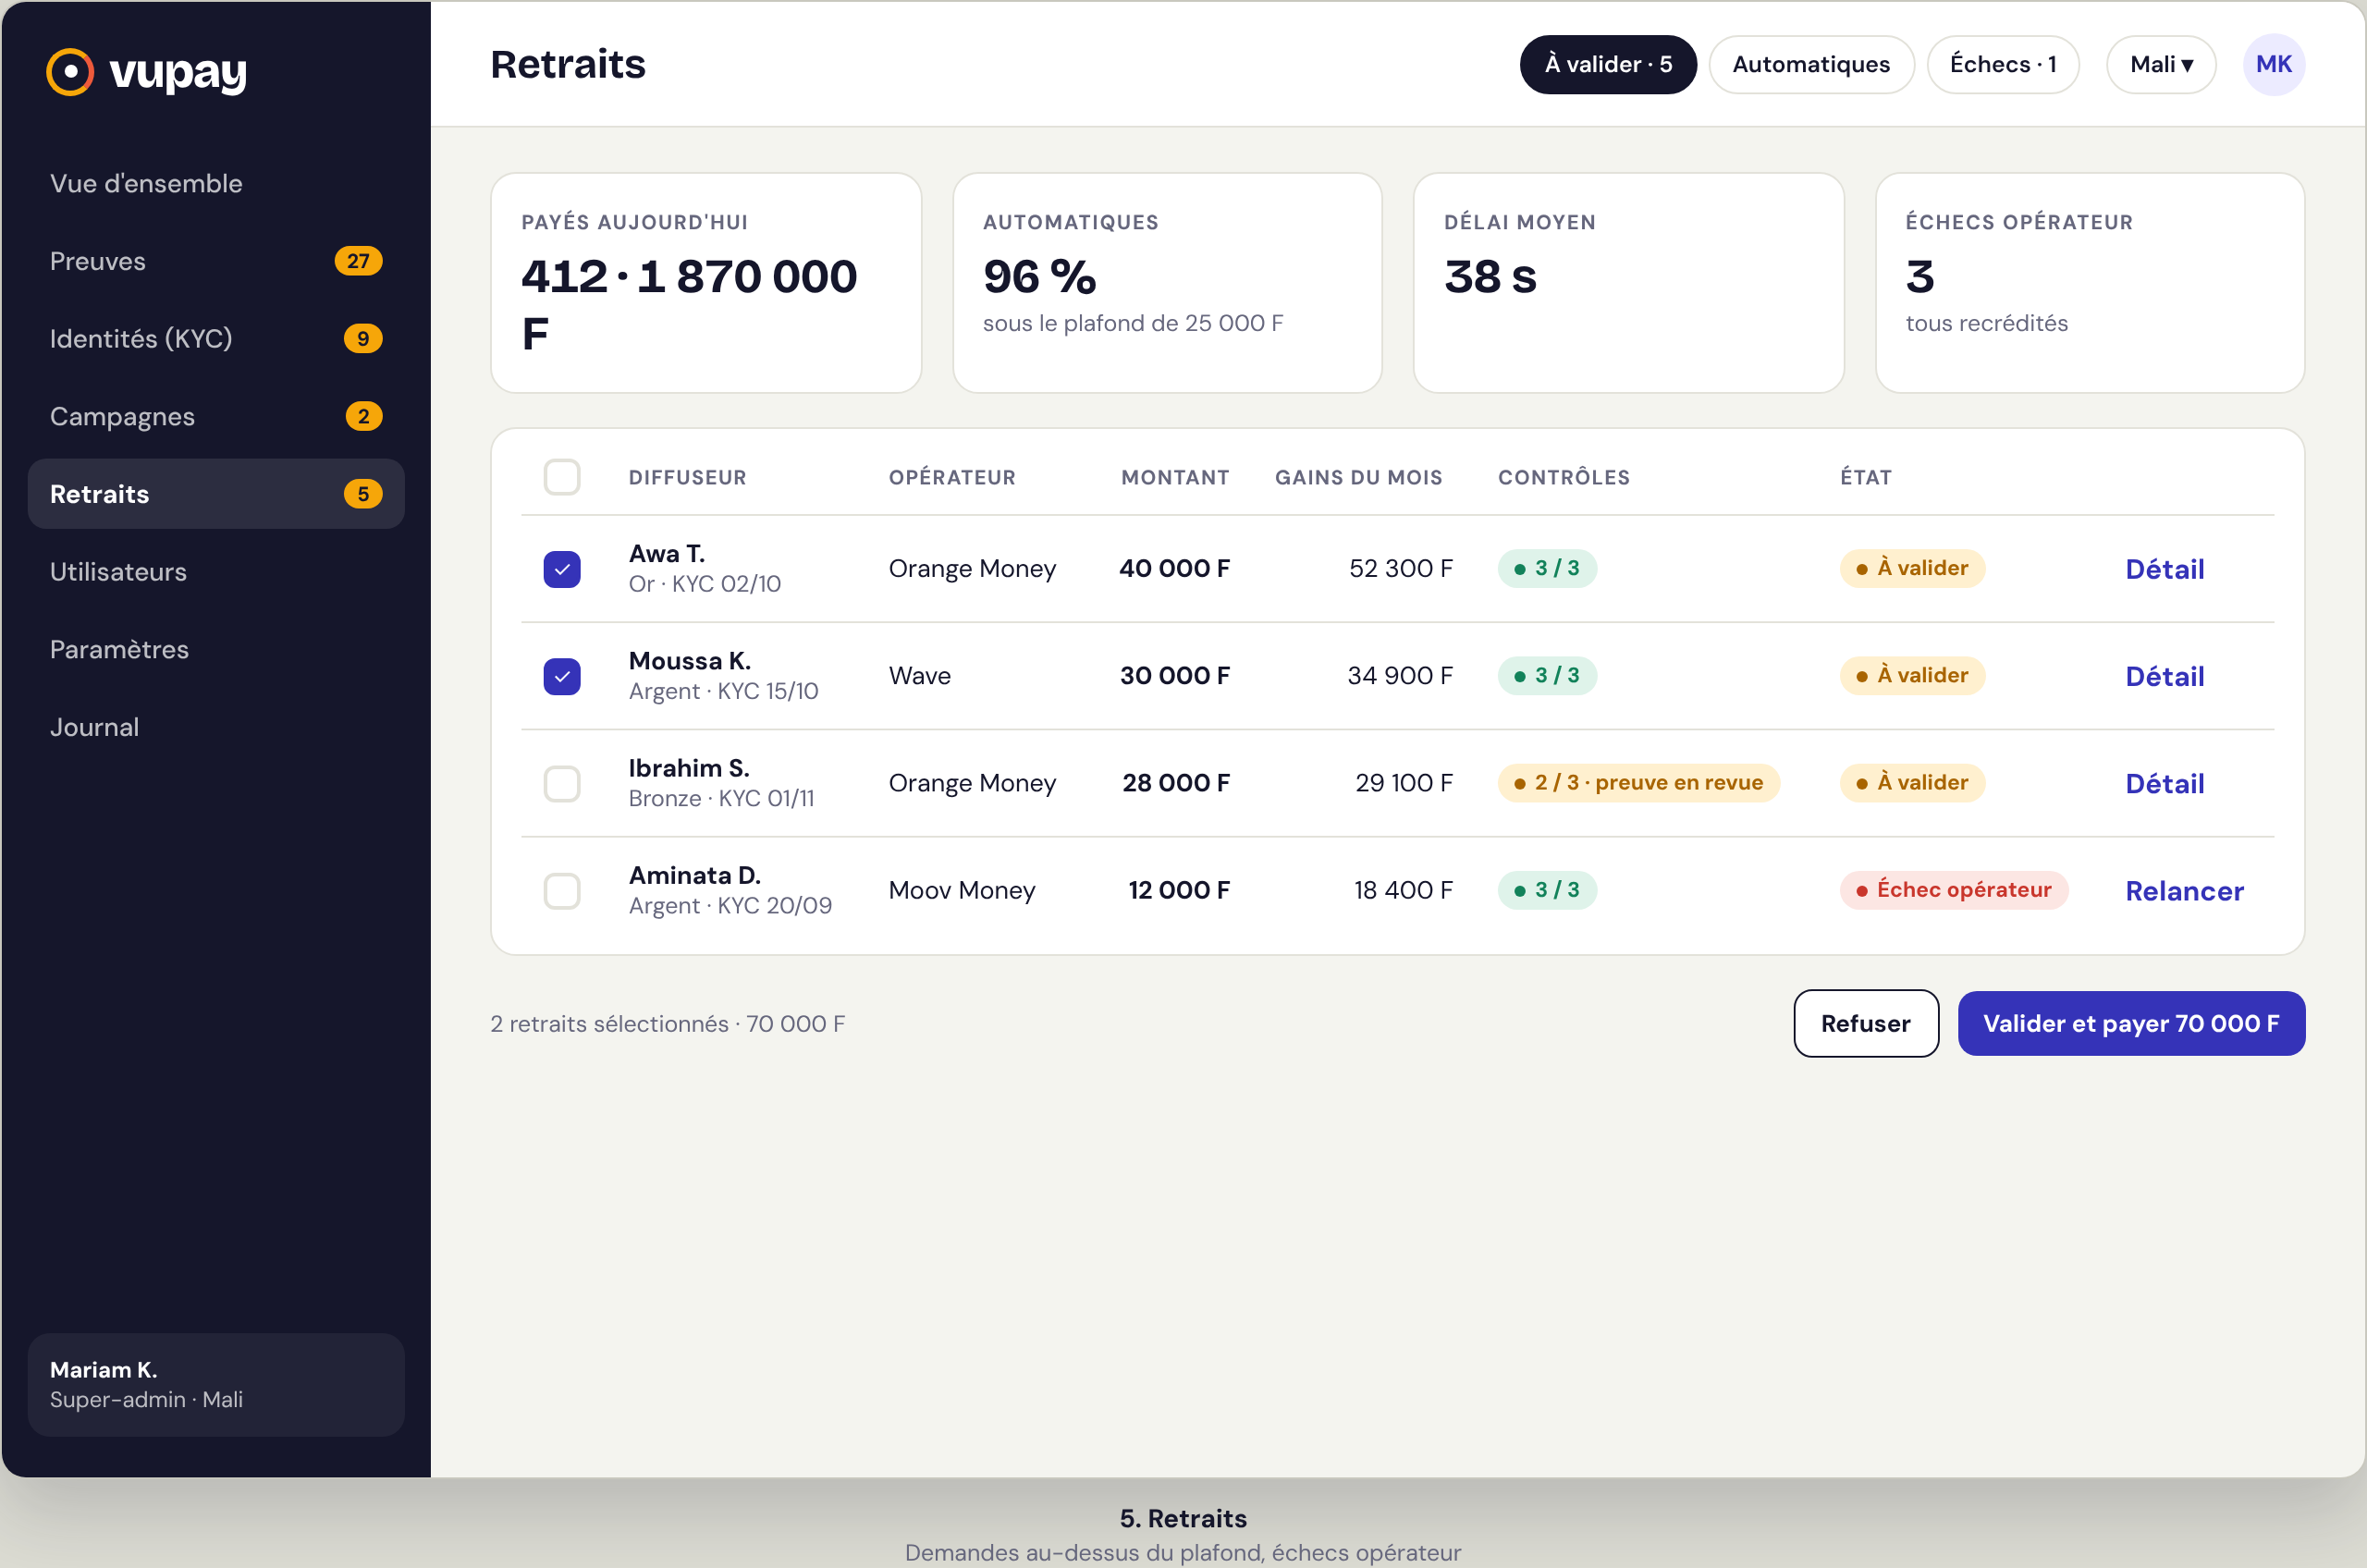 vupay
Vue d'ensemble
Preuves 27
Identités (KYC) 9
Campagnes 2
Retraits 5
Utilisateurs
Paramètres
Journal
Mariam K.
Super-admin · Mali
Retraits
À valider · 5 Automatiques Échecs · 1 Mali ▾ MK
PAYÉS AUJOURD'HUI
412 · 1 870 000
F
AUTOMATIQUES
96 %
sous le plafond de 25 000 F
DÉLAI MOYEN
38 s
ÉCHECS OPÉRATEUR
3
tous recrédités
DIFFUSEUR OPÉRATEUR MONTANT GAINS DU MOIS CONTRÔLES ÉTAT
Awa T.
Or · KYC 02/10
Orange Money 40 000 F 52 300 F 3 / 3 À valider Détail
Moussa K.
Argent · KYC 15/10
Wave 30 000 F 34 900 F 3 / 3 À valider Détail
Ibrahim S.
Bronze · KYC 01/11
Orange Money 28 000 F 29 100 F 2 / 3 · preuve en revue À valider Détail
Aminata D.
Argent · KYC 20/09
Moov Money 12 000 F 18 400 F 3 / 3 Échec opérateur Relancer
2 retraits sélectionnés · 70 000 F
Refuser Valider et payer 70 000 F
5. Retraits
Demandes au-dessus du plafond, échecs opérateur